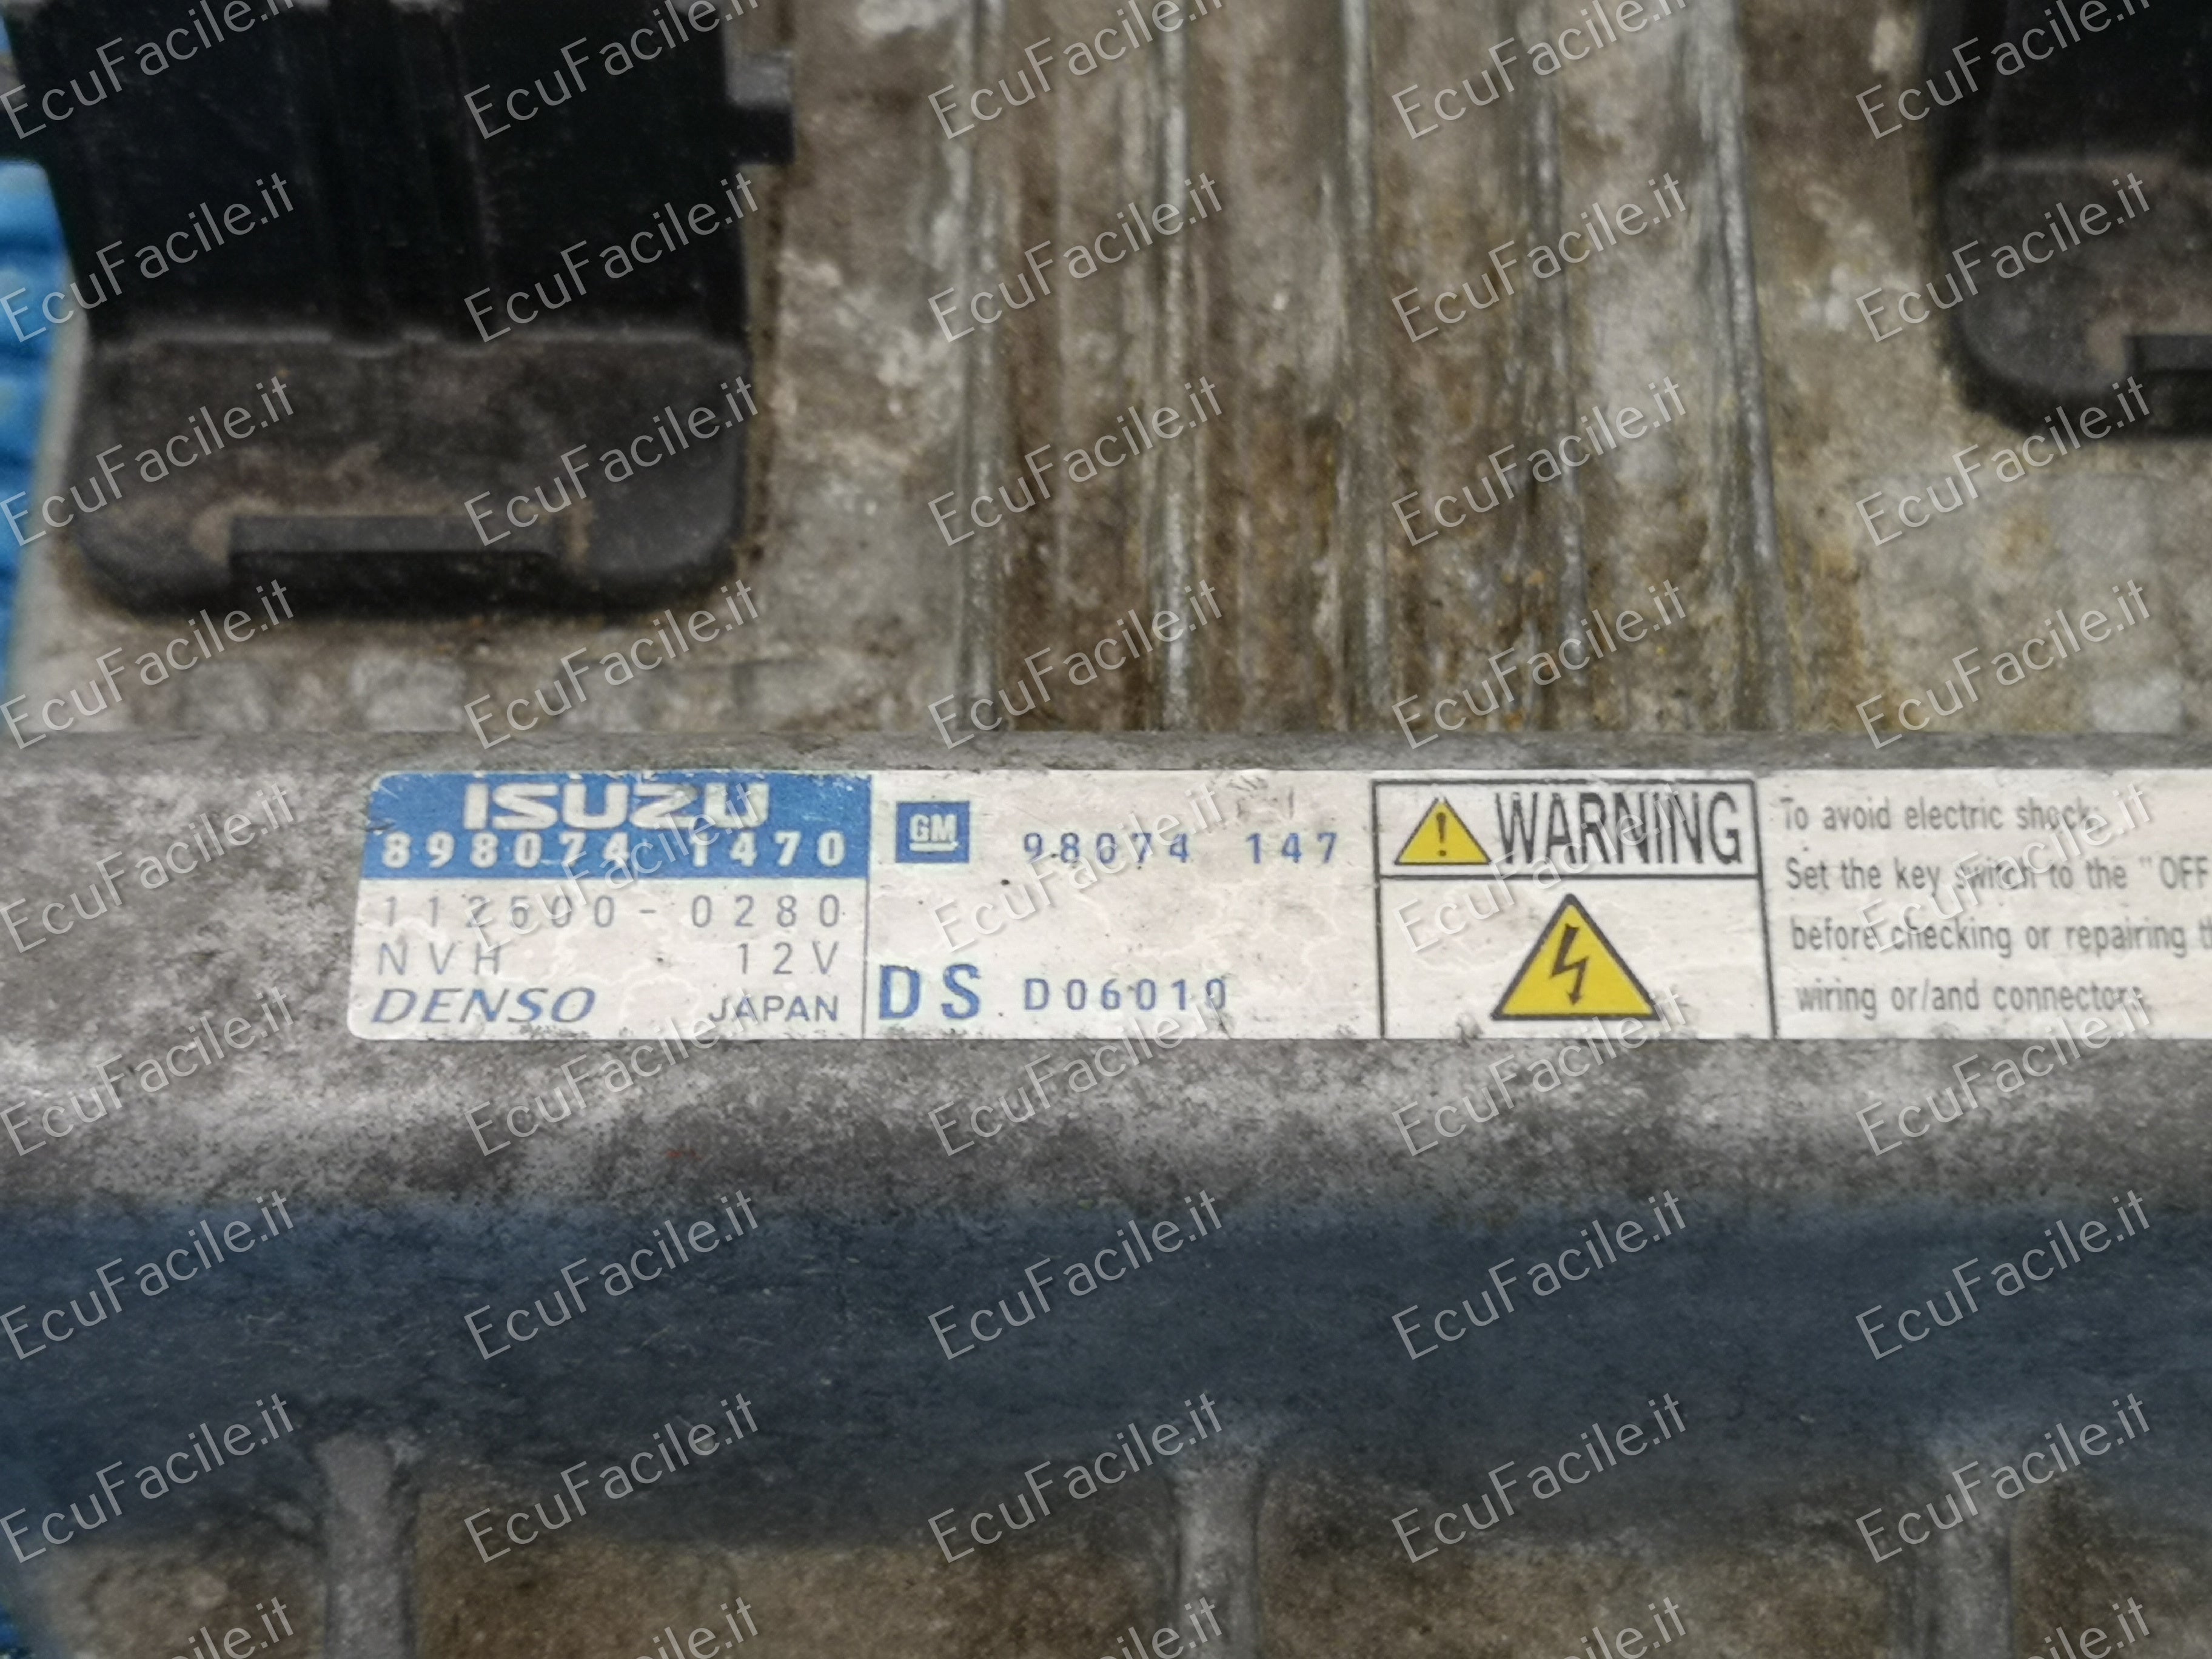 ISUZU
898074 1470
112600-0280
NVH 12V
DENSO JAPAN
GM 98074 147
DS D06010
WARNING
To avoid electric shock:
Set the key switch to the "OFF
before checking or repairing
wiring or/and connectors.
EcuFacile.it